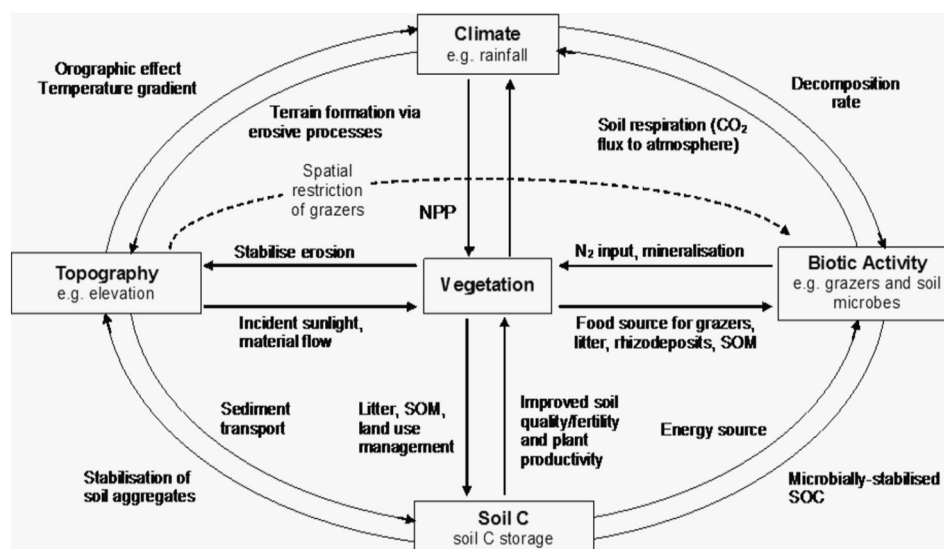 Climate
e.g. rainfall
Orographic effect
Temperature gradient
Decomposition
rate
Terrain formation via
erosive processes
Soil respiration (CO₂
flux to atmosphere)
Spatial
restriction
of grazers
NPP
Stabilise erosion
N₂ input, mineralisation
Topography
e.g. elevation
Vegetation
Biotic Activity
e.g. grazers and soil
microbes
Incident sunlight,
material flow
Food source for grazers,
litter, rhizodeposits, SOM
Sediment
transport
Litter, SOM,
land use
management
Improved soil
quality/fertility
and plant
productivity
Energy source
Stabilisation of
soil aggregates
Microbially-stabilised
SOC
Soil C
soil C storage